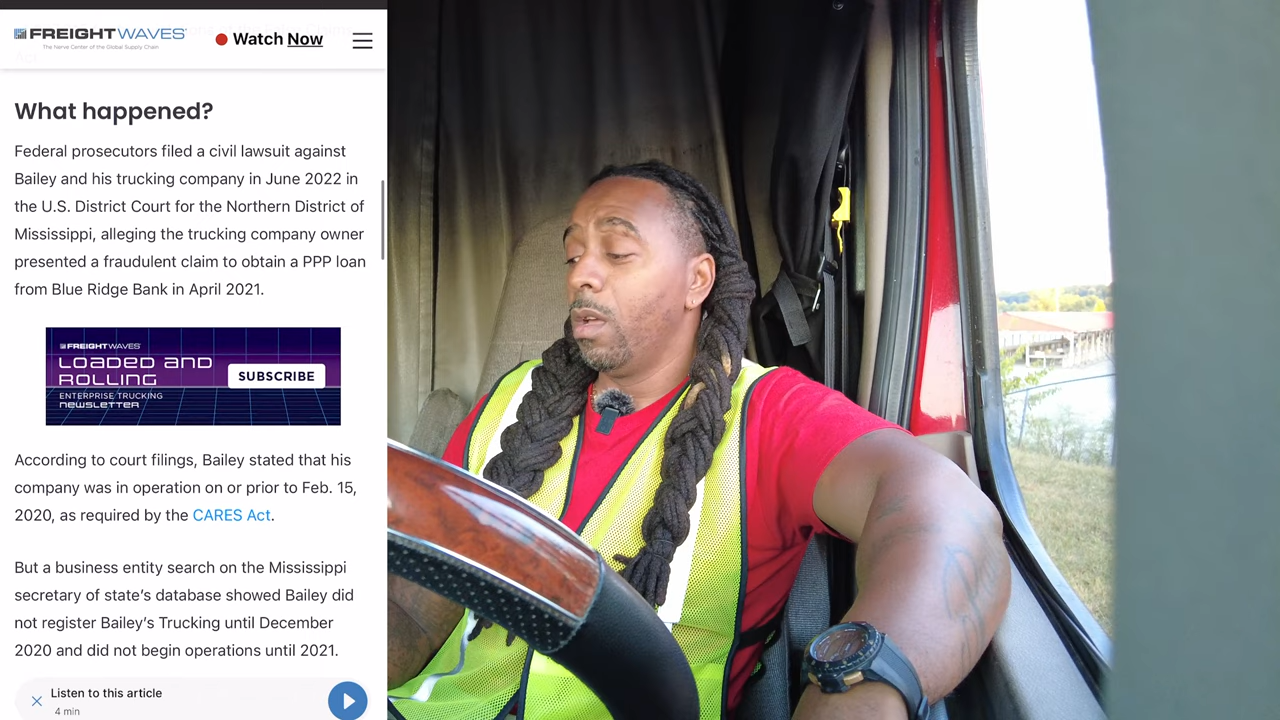 FREIGHTWAVES
The Nerve Center of the Global Supply Chain
Watch Now
What happened?
Federal prosecutors filed a civil lawsuit against
Bailey and his trucking company in June 2022 in
the U.S. District Court for the Northern District of
Mississippi, alleging the trucking company owner
presented a fraudulent claim to obtain a PPP loan
from Blue Ridge Bank in April 2021.
FREIGHTWAVES
LOADED AND
ROLLING
ENTERPRISE TRUCKING
NEWSLETTER
SUBSCRIBE
According to court filings, Bailey stated that his
company was in operation on or prior to Feb. 15,
2020, as required by the CARES Act.
But a business entity search on the Mississippi
secretary of state's database showed Bailey did
not register Bailey's Trucking until December
2020 and did not begin operations until 2021.
Listen to this article
4 min